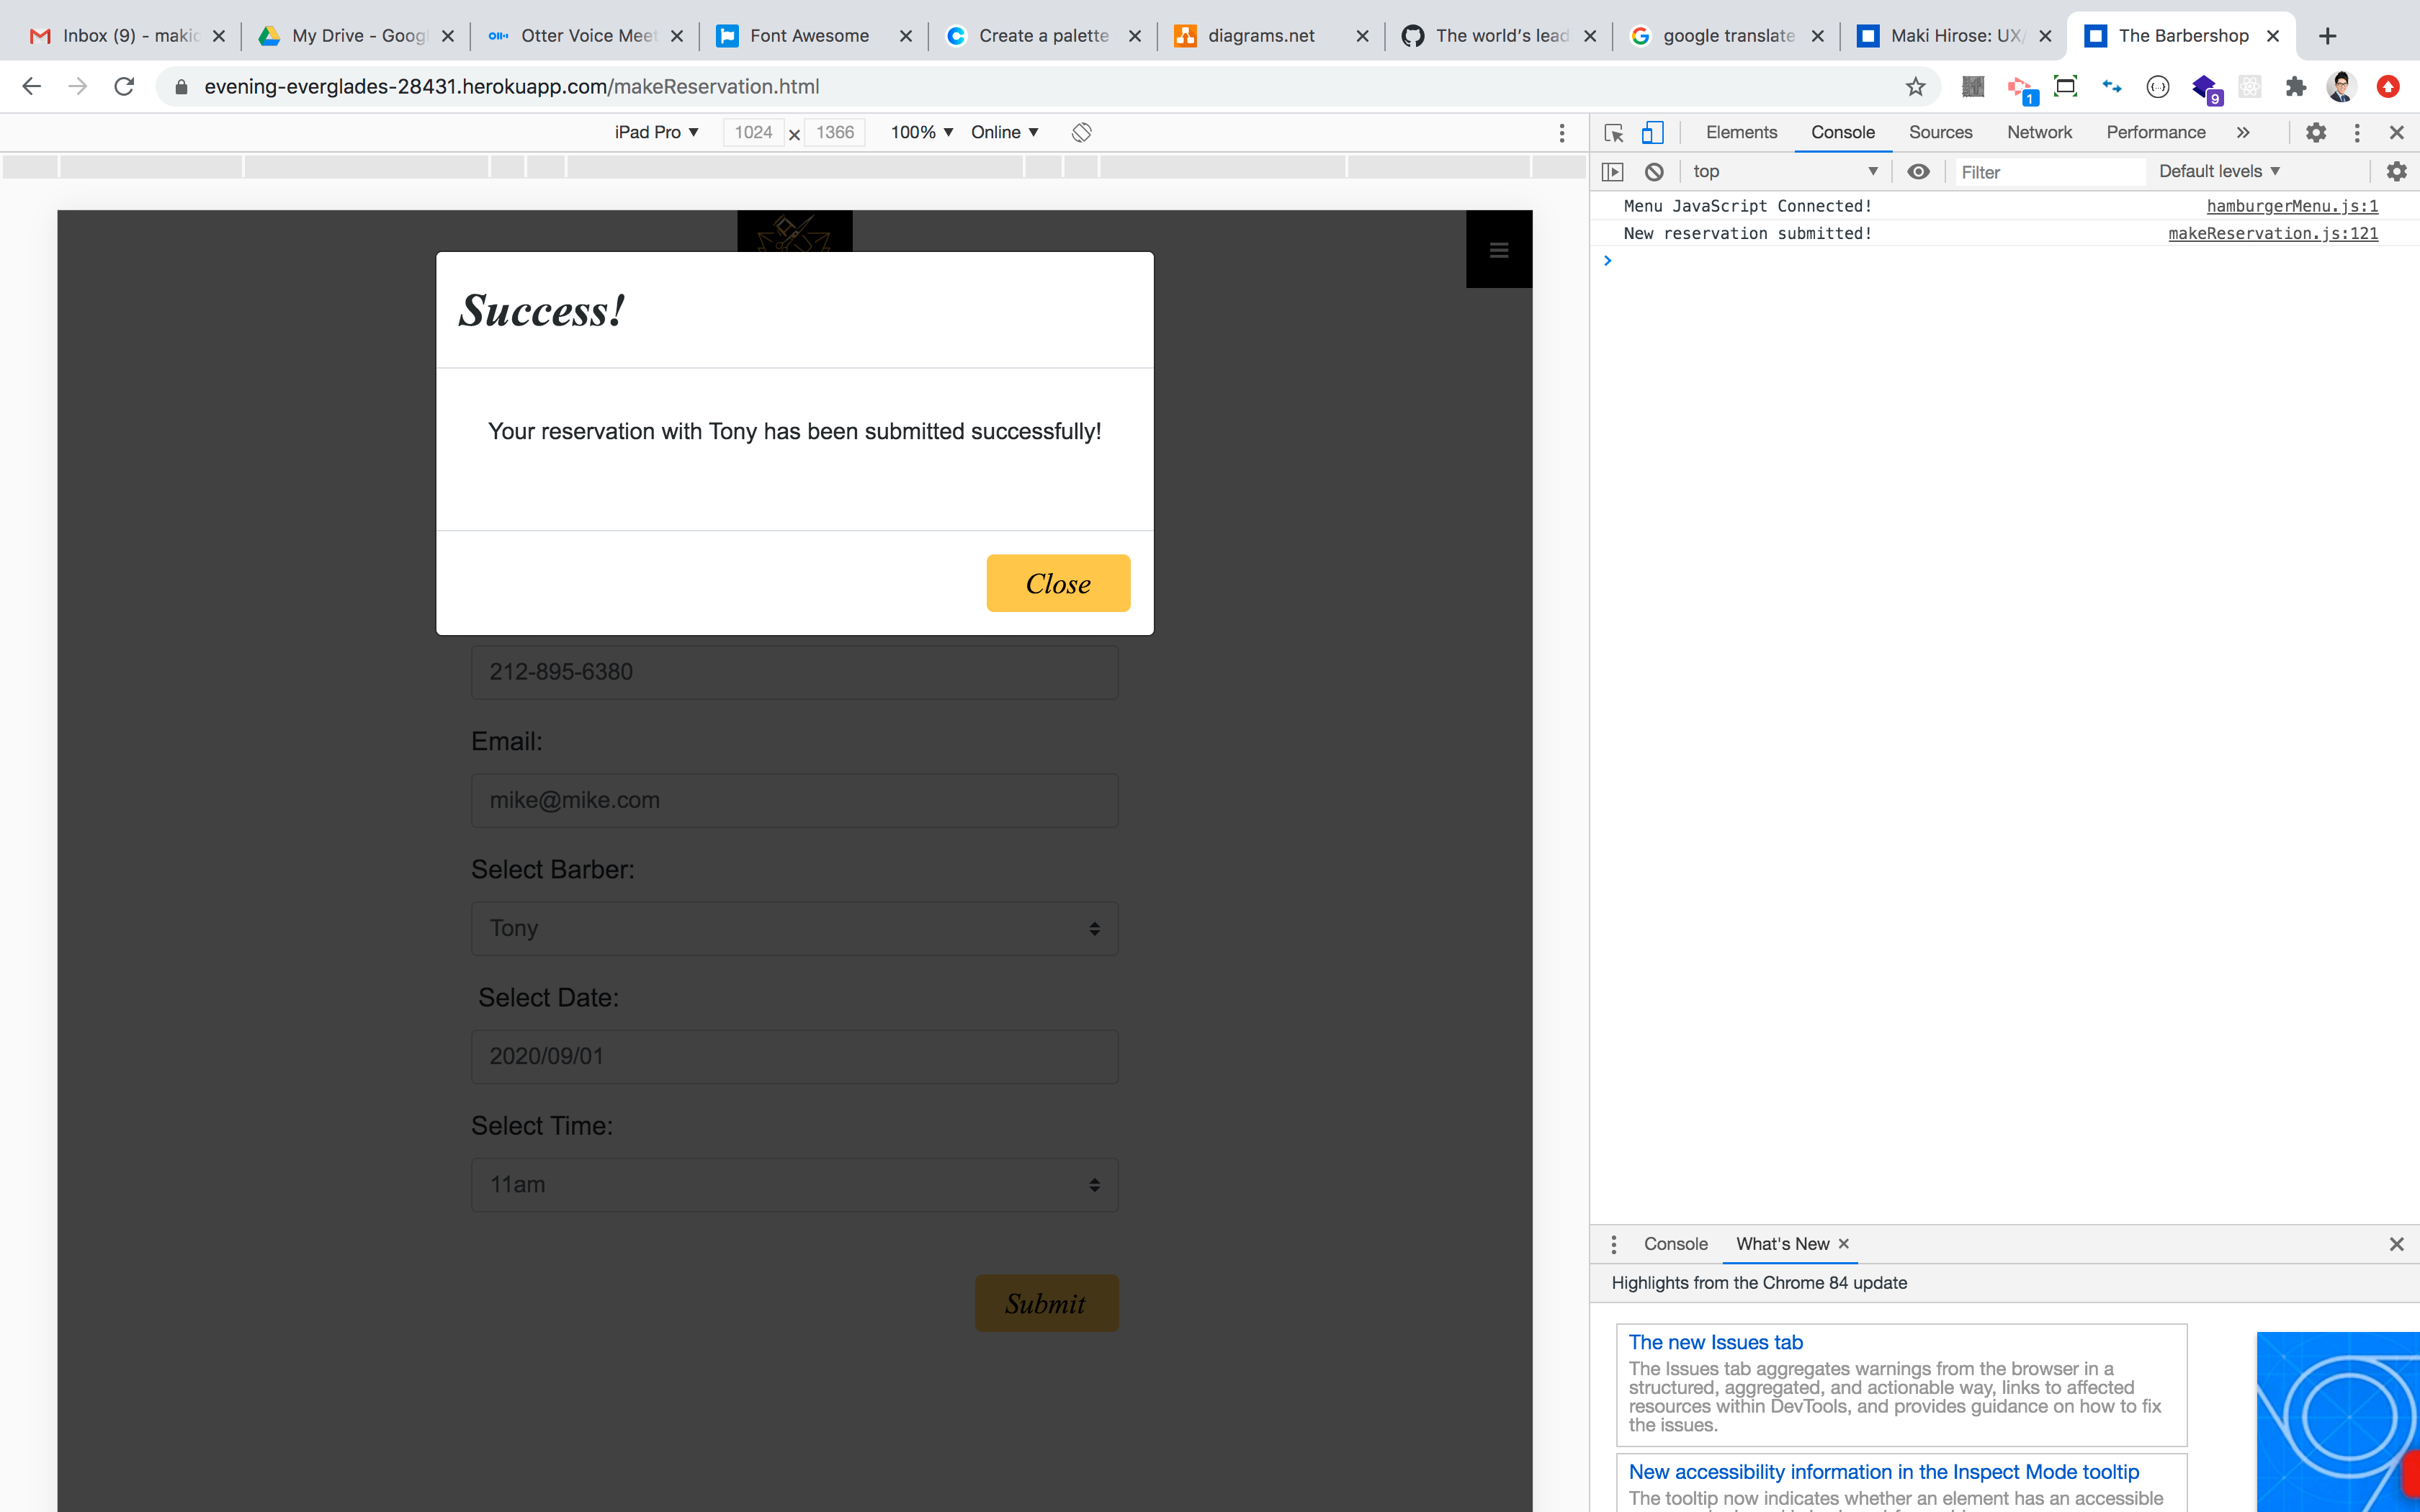 Inbox (9) - maki
My Drive - Goog
Otter Voice Meet
Font Awesome
Create a palette
diagrams.net
The world's lead
google translate
Maki Hirose: UX/
The Barbershop
evening-everglades-28431.herokuapp.com/makeReservation.html
1
9
iPad Pro ▼ 1024 × 1366 100% ▼ Online ▼
Elements Console Sources Network Performance »
top ▼ Filter Default levels ▼
Menu JavaScript Connected! hamburgerMenu.js:1
New reservation submitted! makeReservation.js:121
Success!
Your reservation with Tony has been submitted successfully!
Close
212-895-6380
Email:
mike@mike.com
Select Barber:
Tony
Select Date:
2020/09/01
Select Time:
11am
Submit
Console What's New
Highlights from the Chrome 84 update
The new Issues tab
The Issues tab aggregates warnings from the browser in a
structured, aggregated, and actionable way, links to affected
resources within DevTools, and provides guidance on how to fix
the issues.
New accessibility information in the Inspect Mode tooltip
The tooltip now indicates whether an element has an accessible